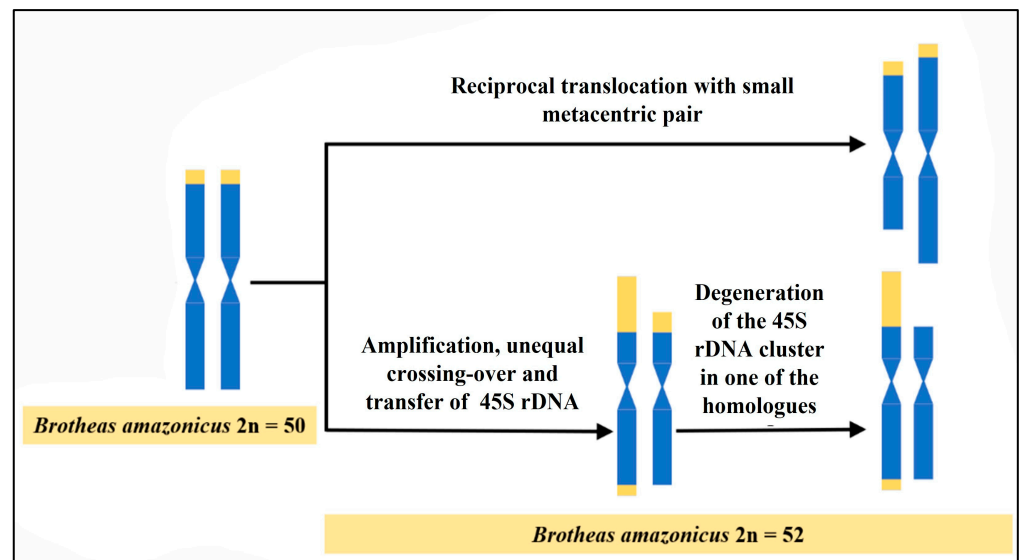 Reciprocal translocation with small
metacentric pair
Amplification, unequal
crossing-over and
transfer of 45S rDNA
Degeneration
of the 45S
rDNA cluster
in one of the
homologues
Brotheas amazonicus 2n = 50
Brotheas amazonicus 2n = 52